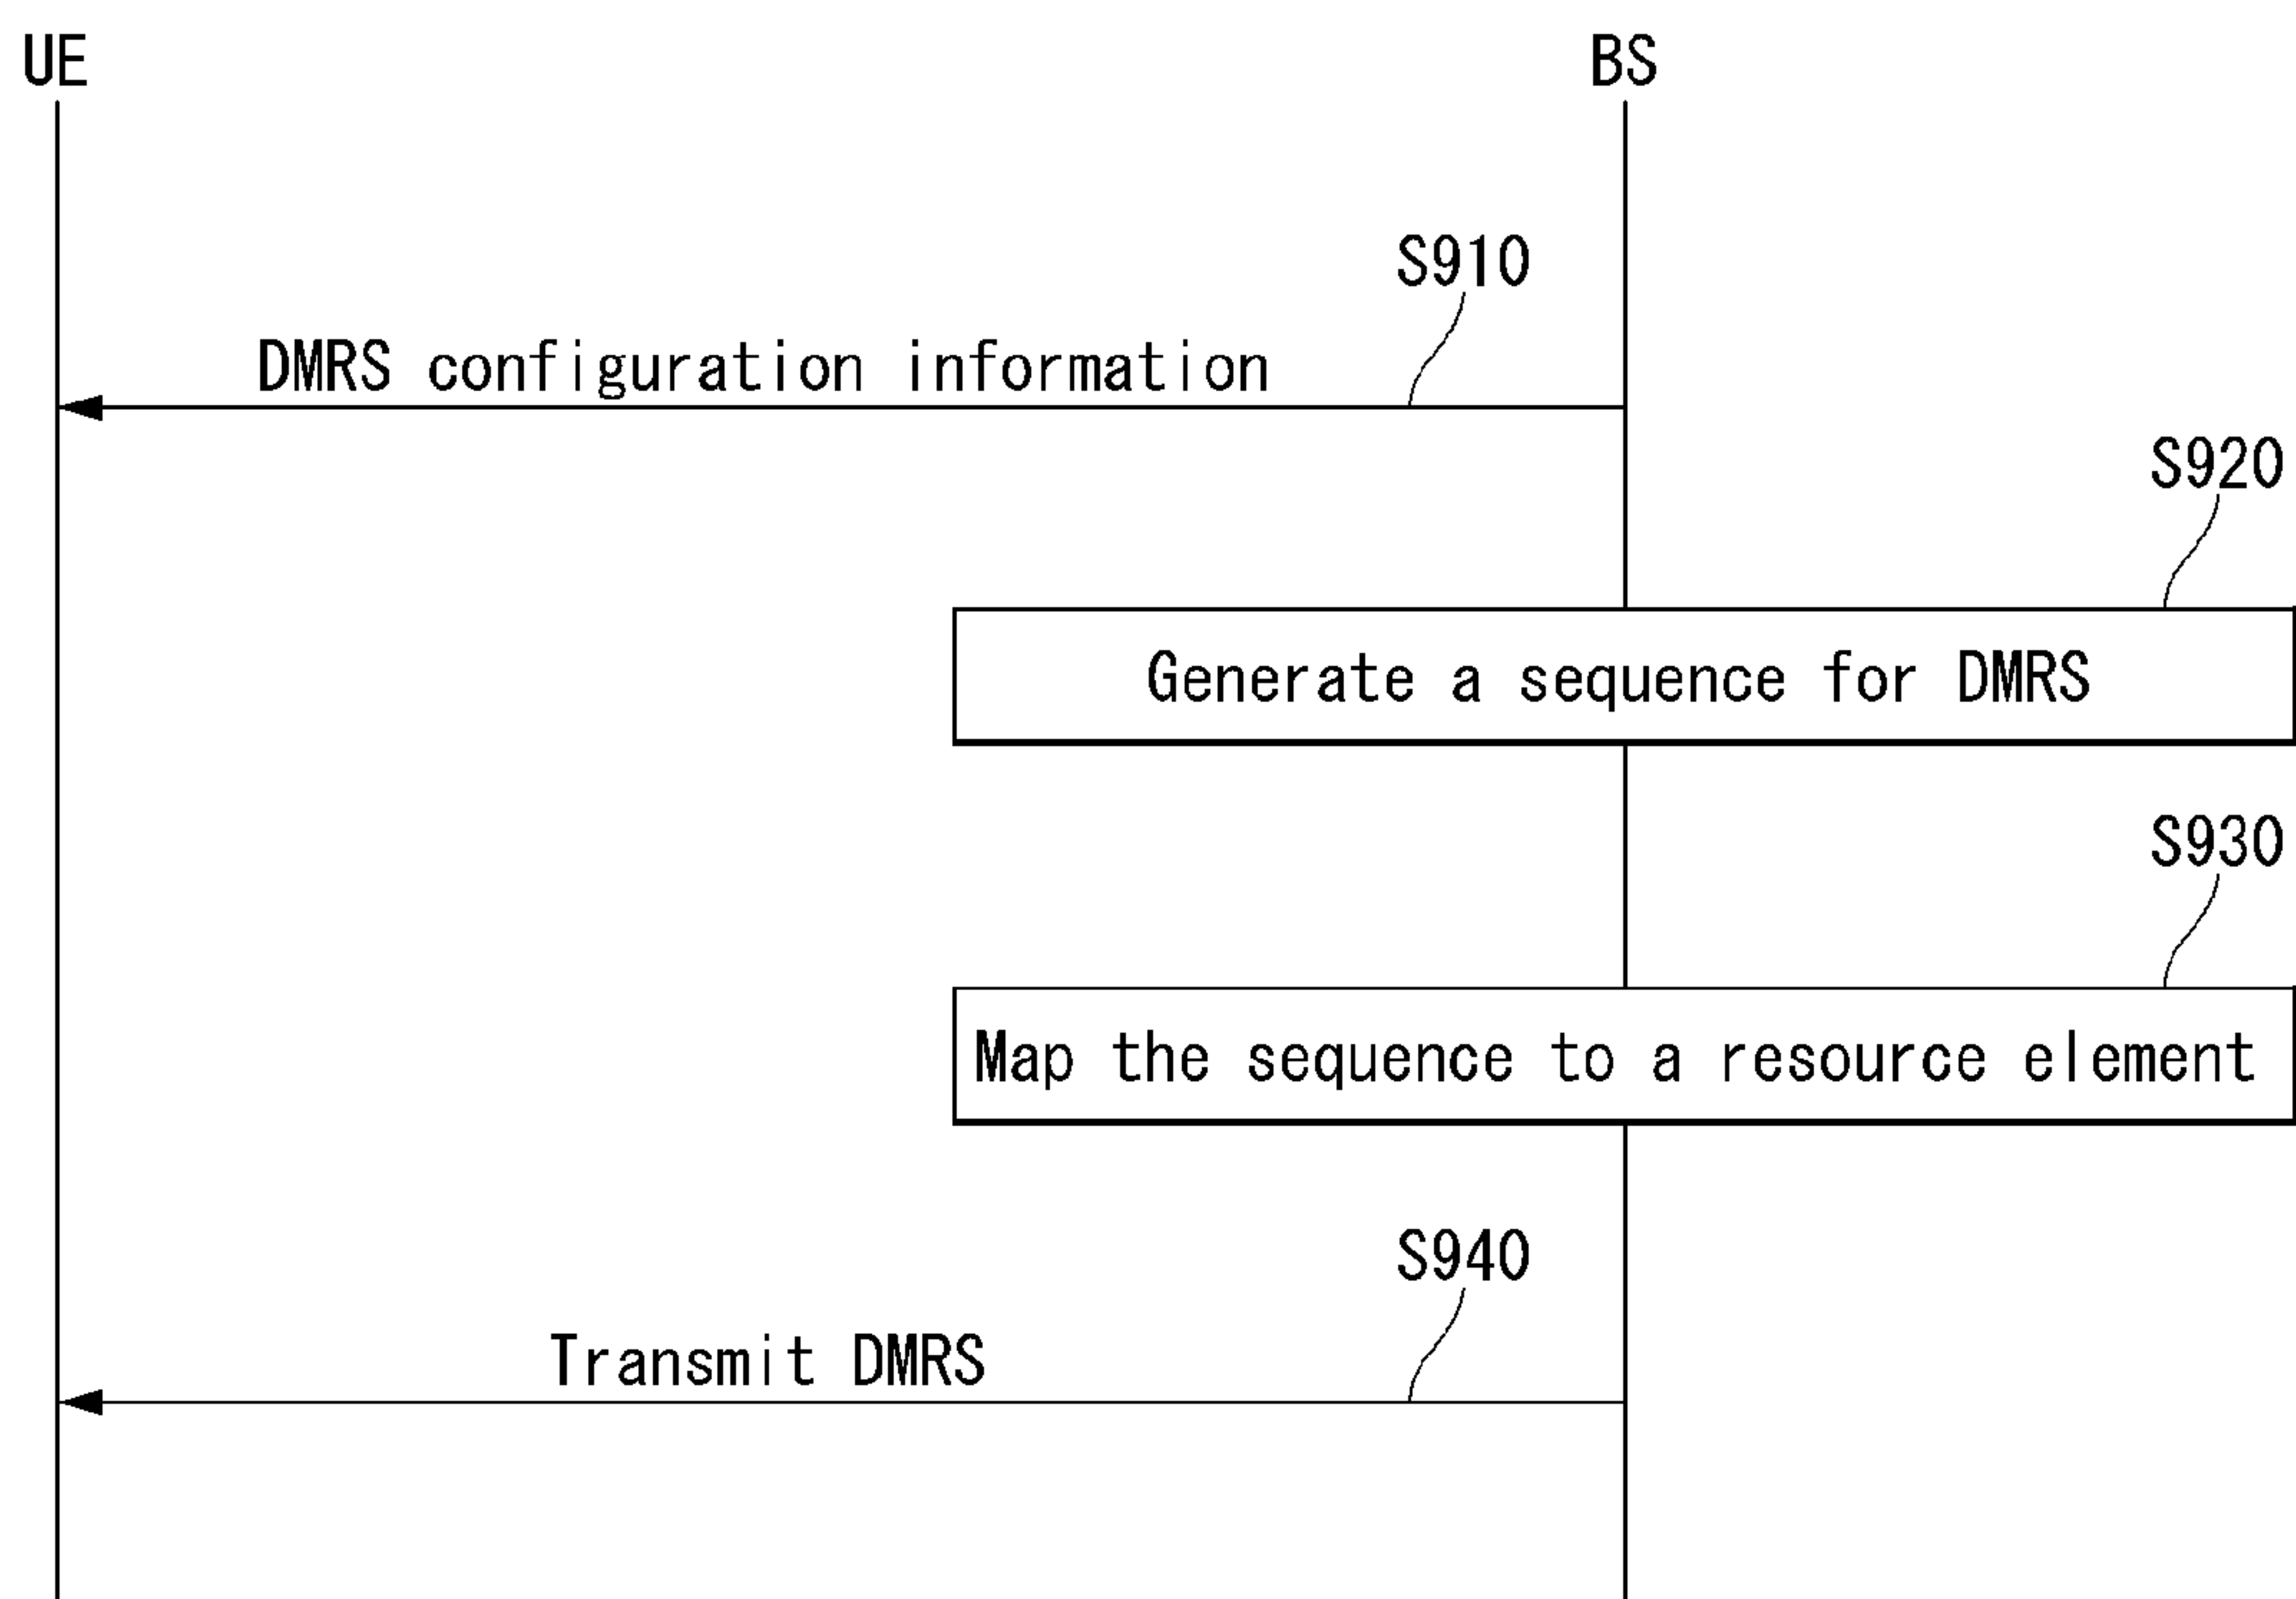 UE
BS
S910
DMRS configuration information
S920
Generate a sequence for DMRS
S930
Map the sequence to a resource element
S940
Transmit DMRS